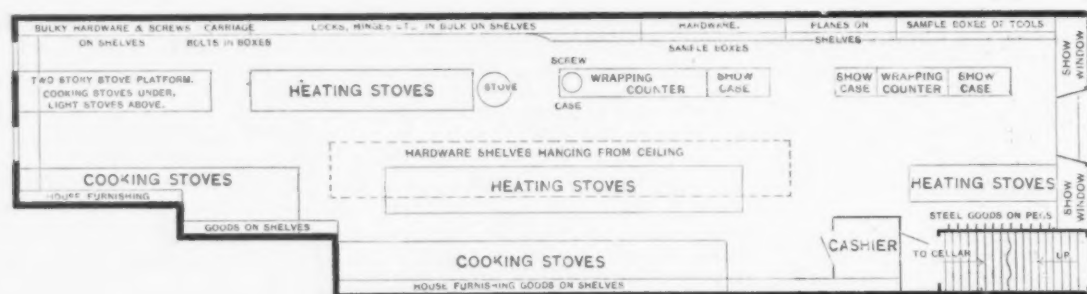 BULKY HARDWARE & SCREWS CARRIAGE
ON SHELVES BOLTS IN BOXES
LOCKS, HINGES ETC., IN BULK ON SHELVES
HARDWARE.
SAMPLE BOXES
PLANES ON
SHELVES
SAMPLE BOXES OF TOOLS
SHOW
WINDOW
TWO STORY STOVE PLATFORM.
COOKING STOVES UNDER,
LIGHT STOVES ABOVE.
HEATING STOVES
STOVE
SCREW
CASE
WRAPPING
COUNTER
SHOW
CASE
SHOW
CASE
WRAPPING
COUNTER
SHOW
CASE
HARDWARE SHELVES HANGING FROM CEILING
HEATING STOVES
COOKING STOVES
HOUSE FURNISHING
GOODS ON SHELVES
HEATING STOVES
SHOW
WINDOW
STEEL GOODS ON PEGS
CASHIER
TO CELLAR
UP
COOKING STOVES
HOUSE FURNISHING GOODS ON SHELVES